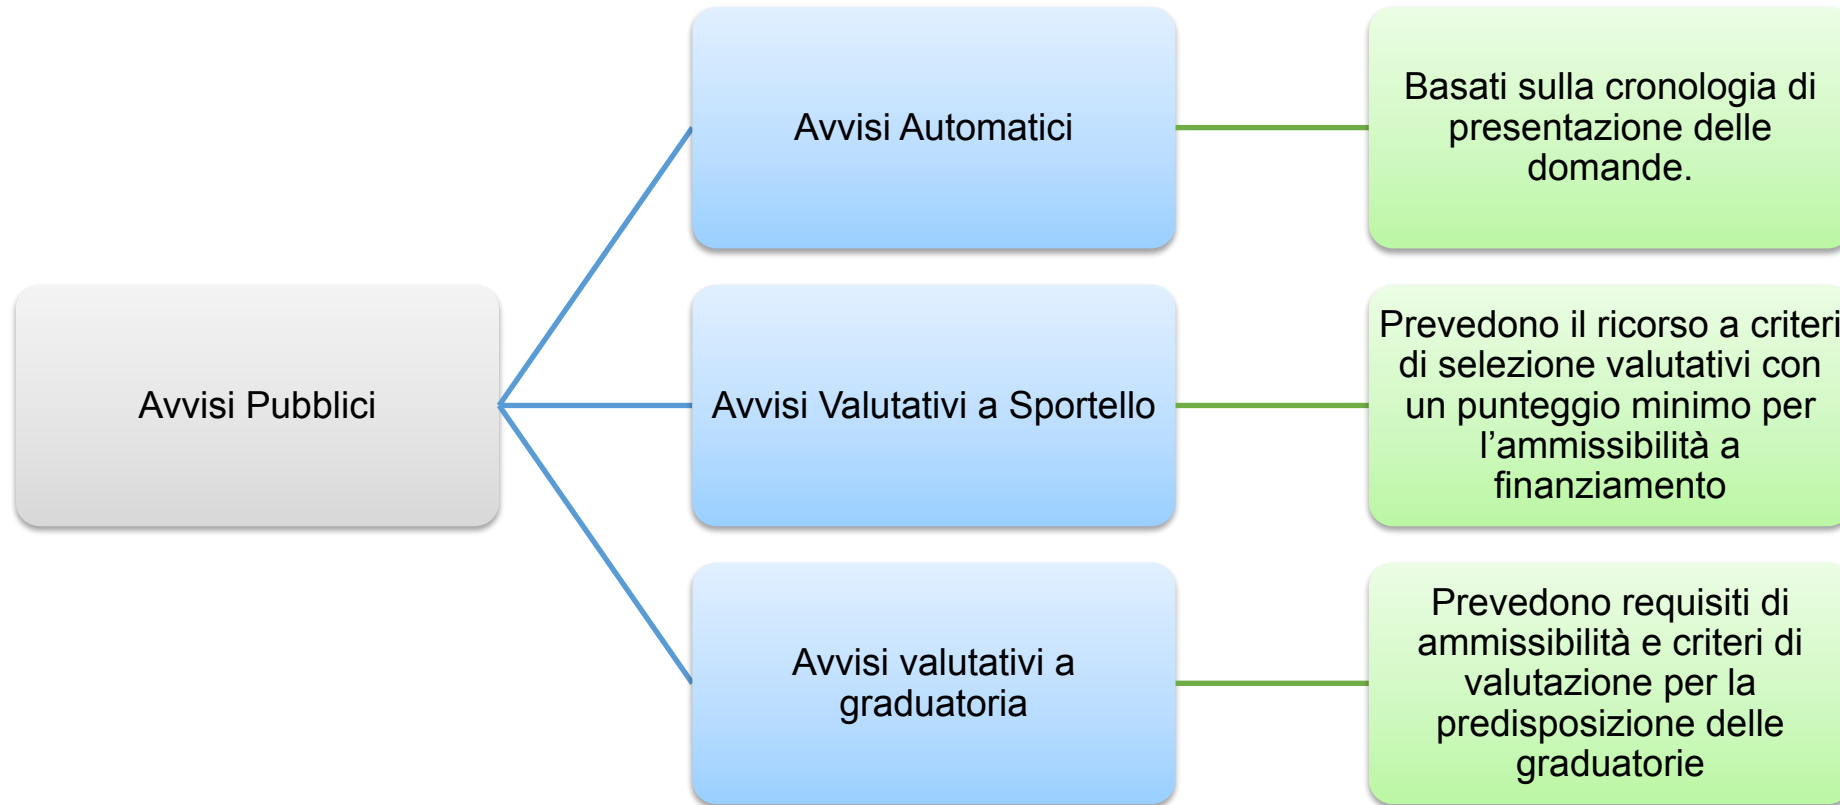 Avvisi Pubblici
Avvisi Automatici
Basati sulla cronologia di
presentazione delle
domande.
Avvisi Valutativi a Sportello
Prevedono il ricorso a criteri
di selezione valutativi con
un punteggio minimo per
l’ammissibilità a
finanziamento
Avvisi valutativi a
graduatoria
Prevedono requisiti di
ammissibilità e criteri di
valutazione per la
predisposizione delle
graduatorie